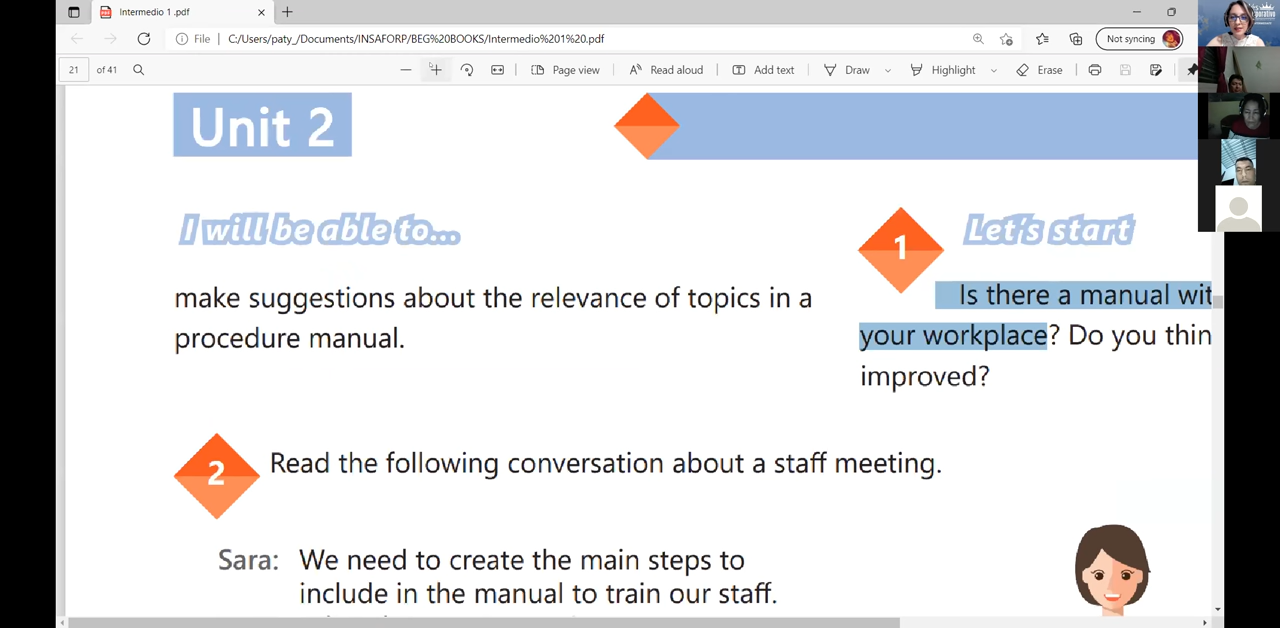 Intermedio 1 .pdf
File C:/Users/paty_/Documents/INSAFORP/BEG%20BOOKS/Intermedio%201%20.pdf
Not syncing
21 of 41
Page view
Read aloud
Add text
Draw
Highlight
Erase
Unit 2
I will be able to...
make suggestions about the relevance of topics in a
procedure manual.
1
Let's start
Is there a manual wit
your workplace? Do you thin
improved?
2
Read the following conversation about a staff meeting.
Sara: We need to create the main steps to
include in the manual to train our staff.